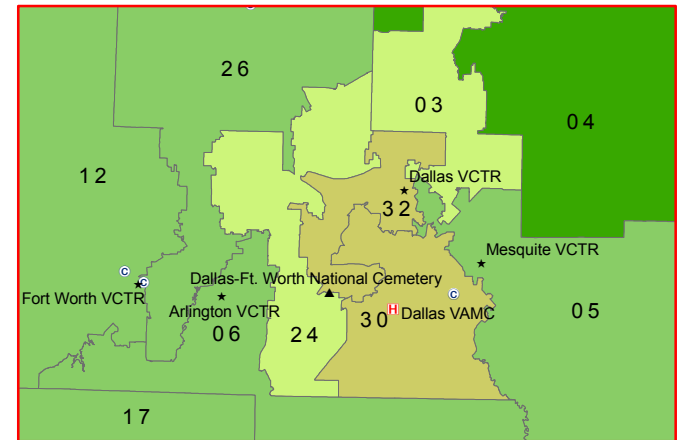 26
03
04
12
Dallas VCTR
32
Mesquite VCTR
C
Dallas-Ft. Worth National Cemetery
C
C
Fort Worth VCTR
Arlington VCTR
H
Dallas VAMC
30
05
06
24
17